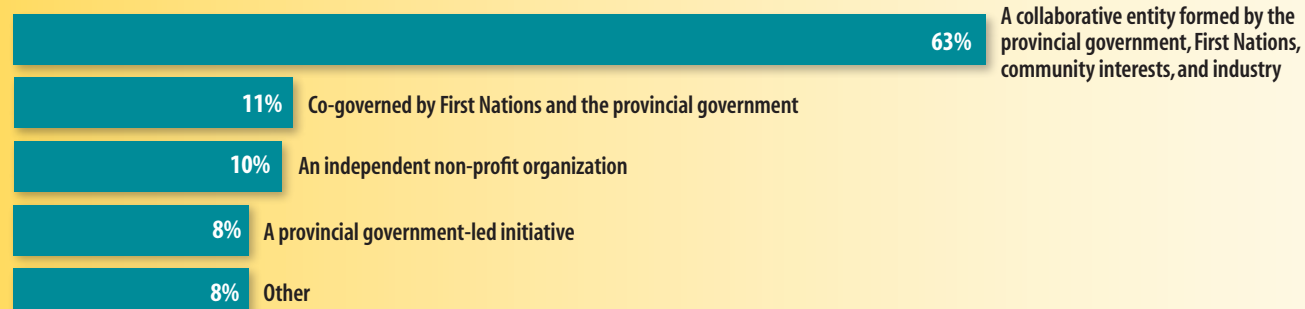 63%
A collaborative entity formed by the
provincial government, First Nations,
community interests, and industry
11% Co-governed by First Nations and the provincial government
10% An independent non-profit organization
8% A provincial government-led initiative
8% Other